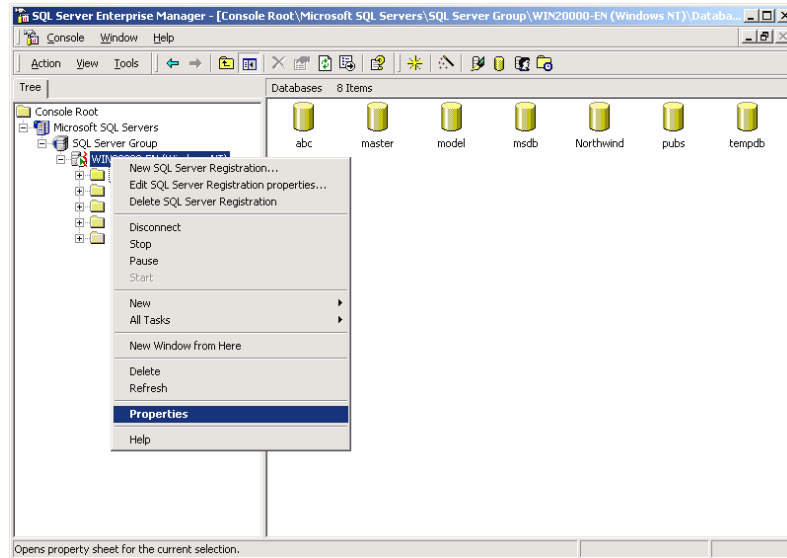 SQL Server Enterprise Manager - [Console Root\Microsoft SQL Servers\SQL Server Group\WIN20000-EN (Windows NT)\Databa...
Console Window Help
Action View Tools
Tree
Databases 8 Items
Console Root
Microsoft SQL Servers
SQL Server Group
WIN20000-EN (Windows NT)
abc master model msdb Northwind pubs tempdb
New SQL Server Registration...
Edit SQL Server Registration properties...
Delete SQL Server Registration
Disconnect
Stop
Pause
Start
New
All Tasks
New Window from Here
Delete
Refresh
Properties
Help
Opens property sheet for the current selection.